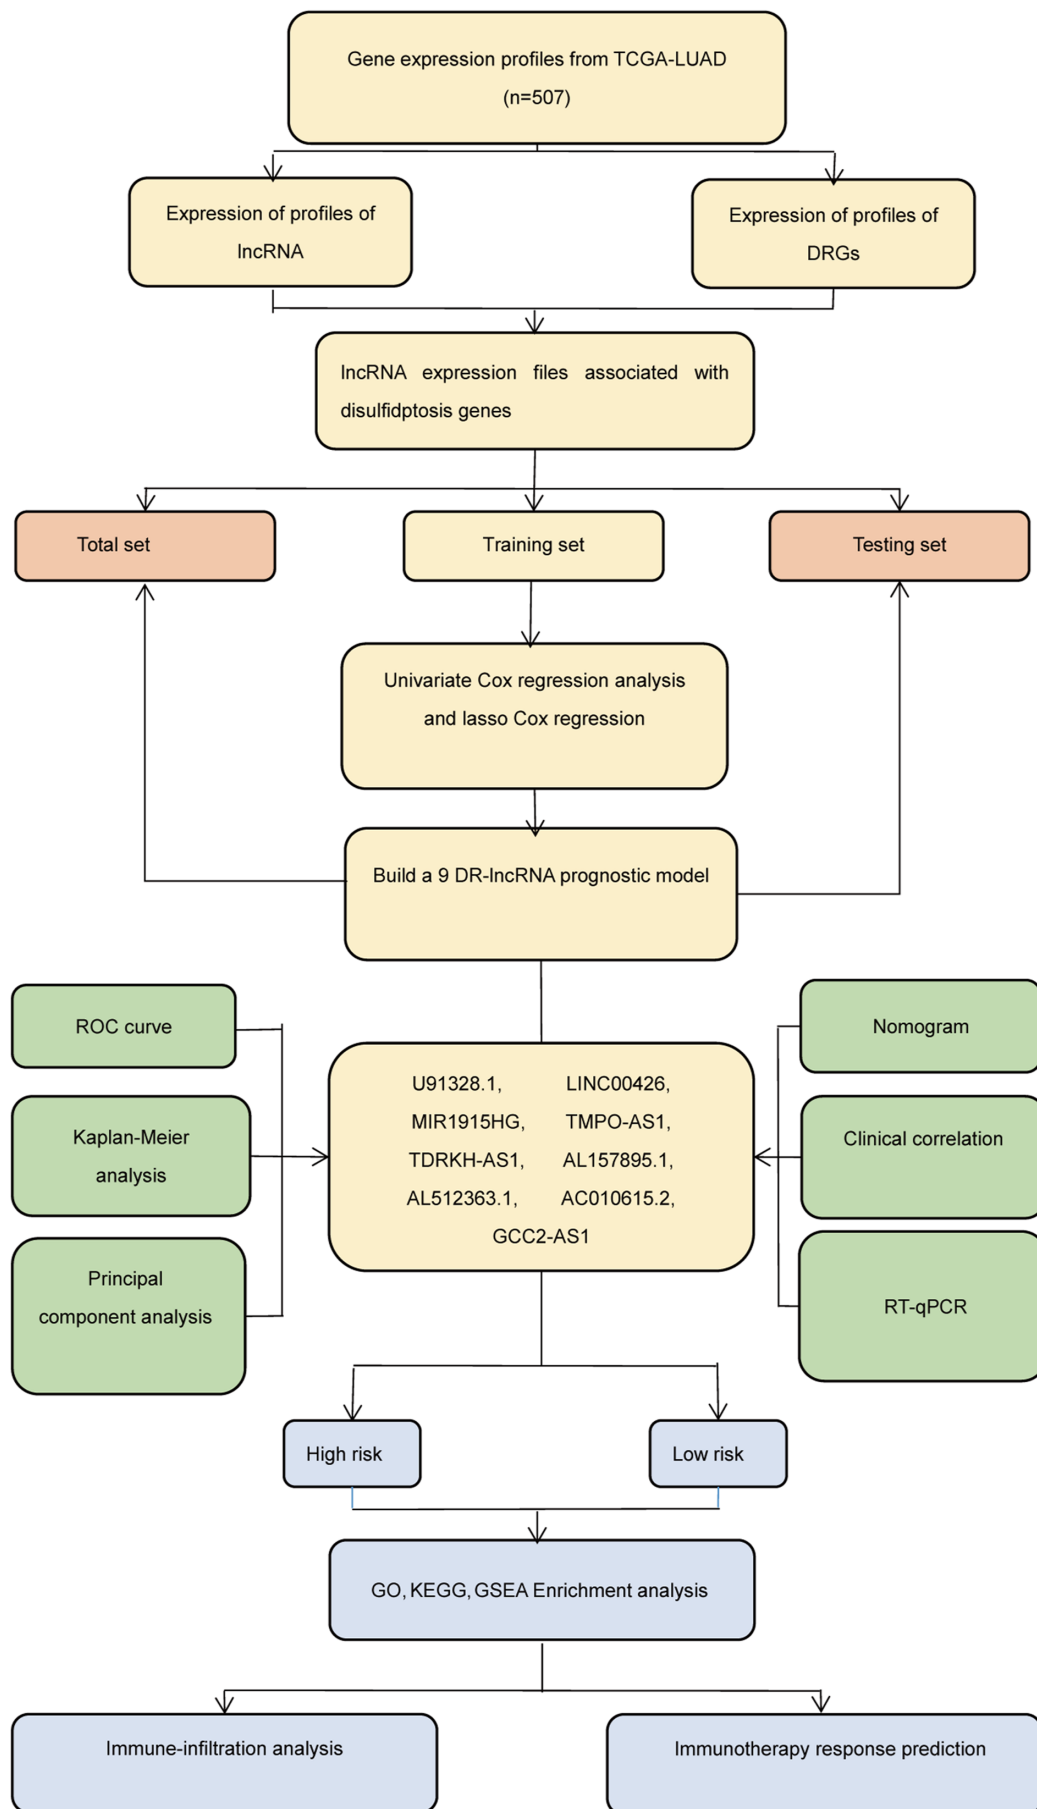 Gene expression profiles from TCGA-LUAD
(n=507)
Expression of profiles of
lncRNA
Expression of profiles of
DRGs
lncRNA expression files associated with
disulfidptosis genes
Total set
Training set
Testing set
Univariate Cox regression analysis
and lasso Cox regression
Build a 9 DR-lncRNA prognostic model
ROC curve
Kaplan-Meier
analysis
Principal
component analysis
U91328.1, LINC00426,
MIR1915HG, TMPO-AS1,
TDRKH-AS1, AL157895.1,
AL512363.1, AC010615.2,
GCC2-AS1
Nomogram
Clinical correlation
RT-qPCR
High risk
Low risk
GO, KEGG, GSEA Enrichment analysis
Immune-infiltration analysis
Immunotherapy response prediction